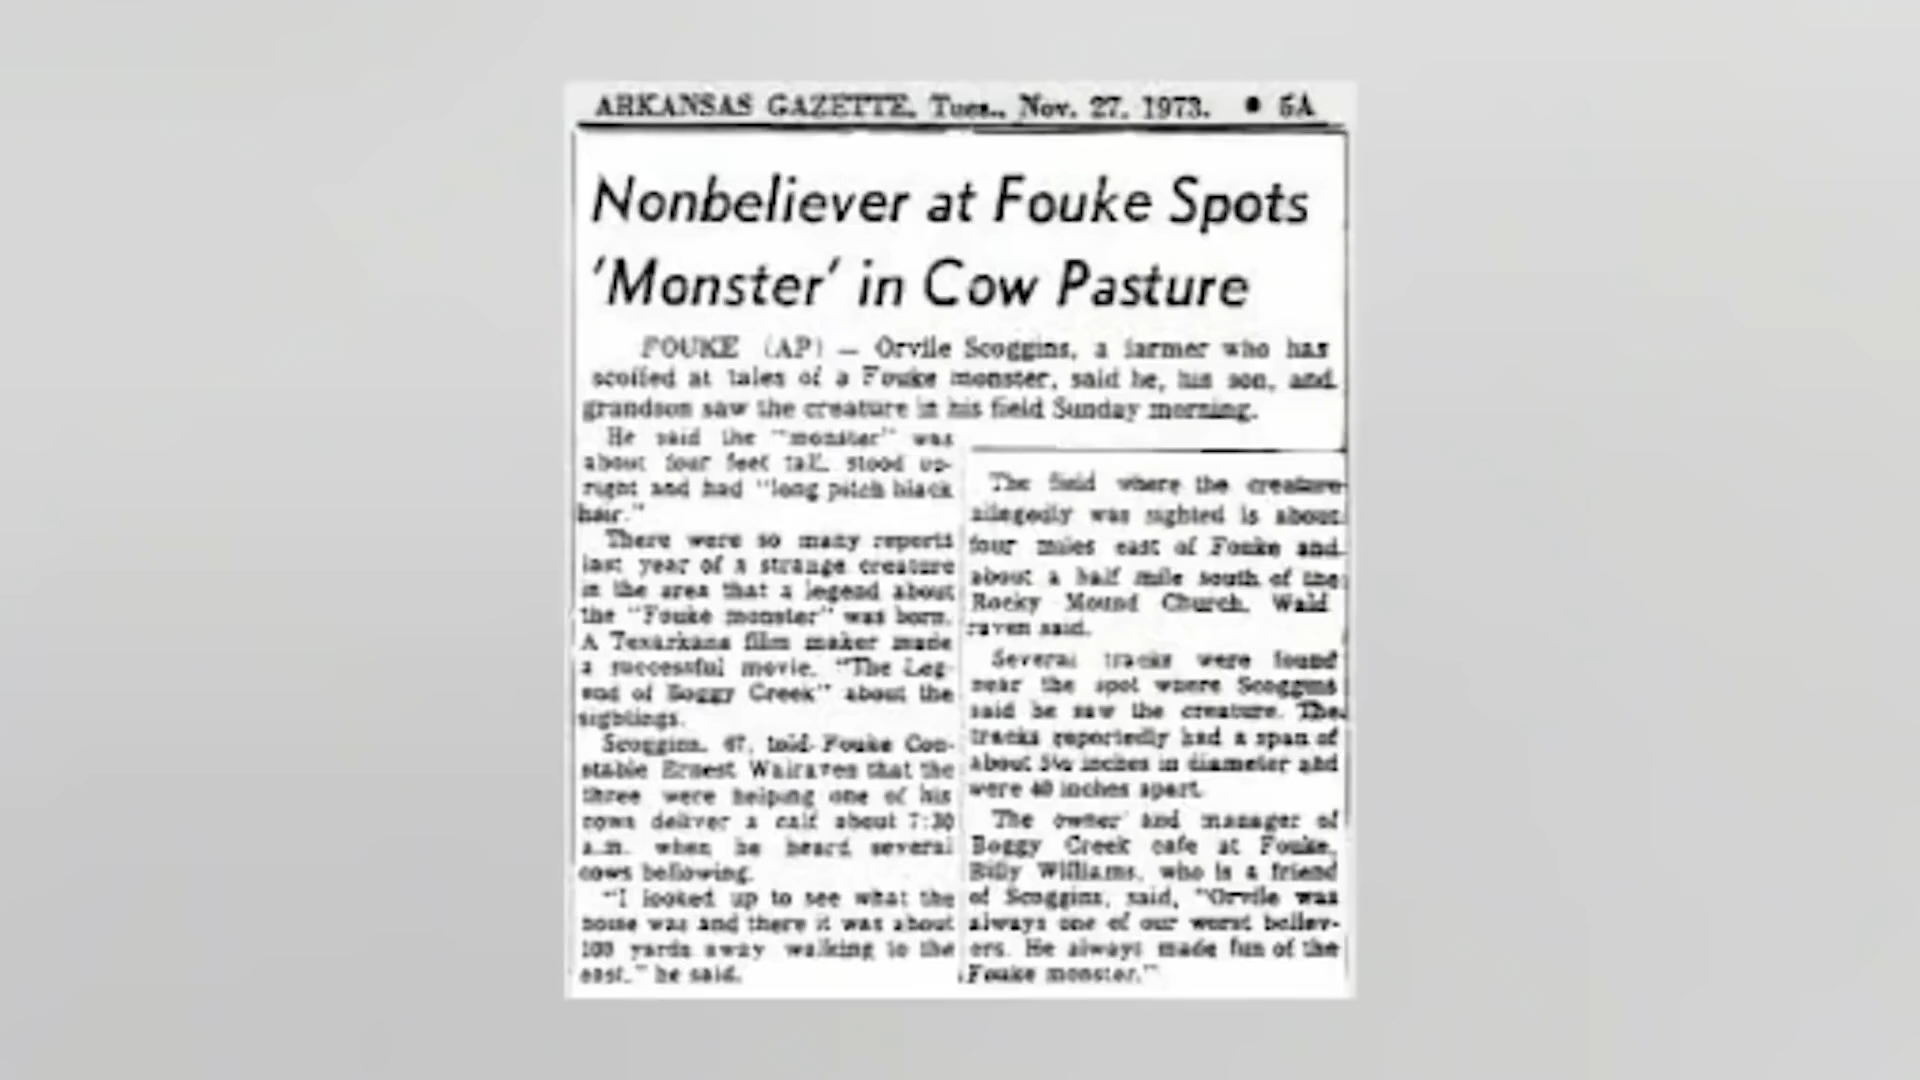 ARKANSAS GAZETTE, Tues., Nov. 27, 1973. • 5A
Nonbeliever at Fouke Spots
'Monster' in Cow Pasture
FOUKE (AP) — Orvile Scoggins, a farmer who has
scoffed at tales of a Fouke monster, said he, his son, and
grandson saw the creature in his field Sunday morning.
He said the "monster" was
about four feet tall, stood up-
right and had "long pitch black
hair."
There were so many reports
last year of a strange creature
in the area that a legend about
the "Fouke monster" was born.
A Texarkana film maker made
a successful movie, "The Leg-
end of Boggy Creek" about the
sightings.
Scoggins, 67, told Fouke Con-
stable Ernest Walraven that the
three were helping one of his
cows deliver a calf about 7:30
a.m. when he heard several
cows bellowing.
"I looked up to see what the
noise was and there it was about
100 yards away walking to the
east," he said.
The field where the creature
allegedly was sighted is about
four miles east of Fouke and
about a half mile south of the
Rocky Mound Church, Wald
raven said.
Several tracks were found
near the spot where Scoggins
said he saw the creature. The
tracks reportedly had a span of
about 5½ inches in diameter and
were 40 inches apart.
The owner and manager of
Boggy Creek cafe at Fouke,
Billy Williams, who is a friend
of Scoggins, said, "Orvile was
always one of our worst believ-
ers. He always made fun of the
Fouke monster."